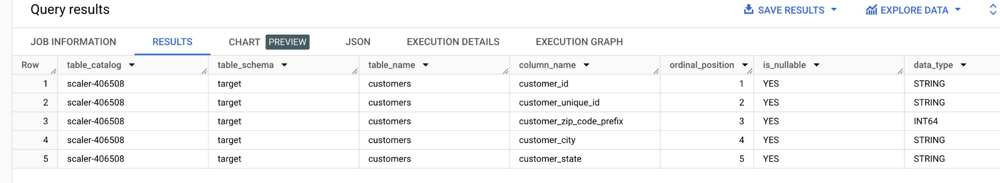 Query results SAVE RESULTS EXPLORE DATA
JOB INFORMATION RESULTS CHART PREVIEW JSON EXECUTION DETAILS EXECUTION GRAPH
Row table_catalog table_schema table_name column_name ordinal_position is_nullable data_type
1 scaler-406508 target customers customer_id 1 YES STRING
2 scaler-406508 target customers customer_unique_id 2 YES STRING
3 scaler-406508 target customers customer_zip_code_prefix 3 YES INT64
4 scaler-406508 target customers customer_city 4 YES STRING
5 scaler-406508 target customers customer_state 5 YES STRING